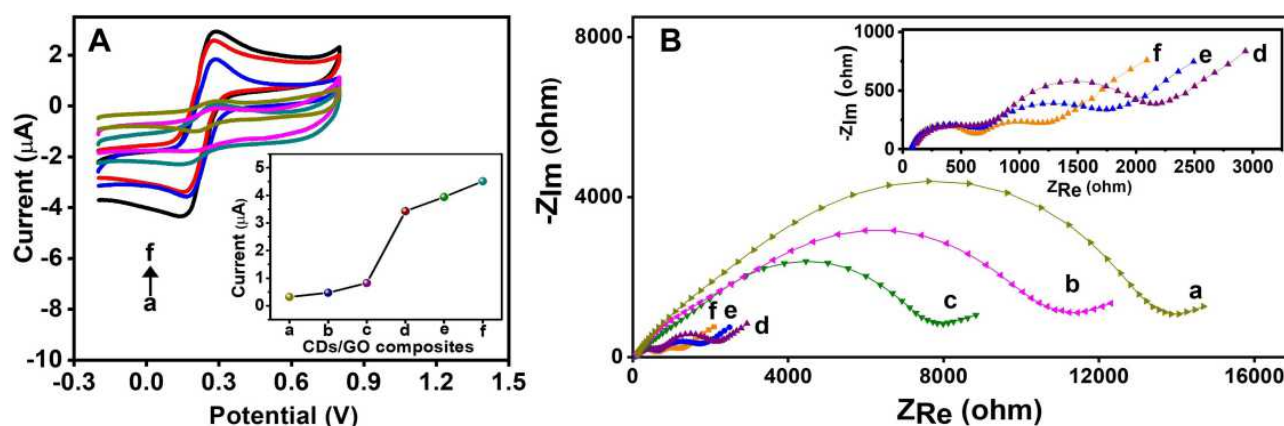 A
Current (μA)
2
0
-2
-4
-6
-8
-10
-0.3
0.0
0.3
0.6
0.9
1.2
1.5
Potential (V)
f
a
Current (μA)
5
4
3
2
1
0
a
b
c
d
e
f
CDs/GO composites
B
-ZIm (ohm)
8000
4000
0
0
4000
8000
12000
16000
ZRe (ohm)
f
e
d
c
b
a
-ZIm (ohm)
1000
750
500
250
0
0
500
1000
1500
2000
2500
3000
ZRe (ohm)
f
e
d